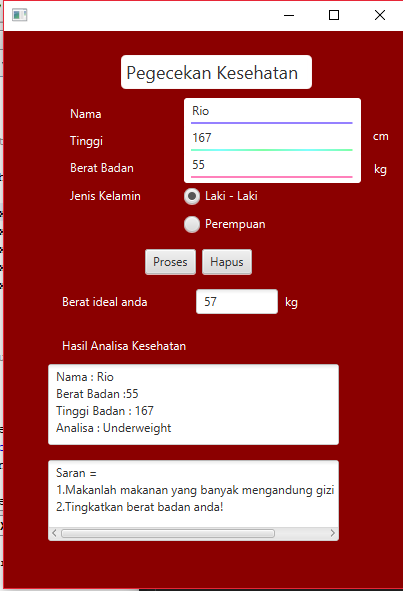 Pegecekan Kesehatan
Nama Rio
Tinggi 167 cm
Berat Badan 55 kg
Jenis Kelamin Laki - Laki
Perempuan
Proses Hapus
Berat ideal anda 57 kg
Hasil Analisa Kesehatan
Nama : Rio
Berat Badan :55
Tinggi Badan : 167
Analisa : Underweight
Saran =
1.Makanlah makanan yang banyak mengandung gizi
2.Tingkatkan berat badan anda!